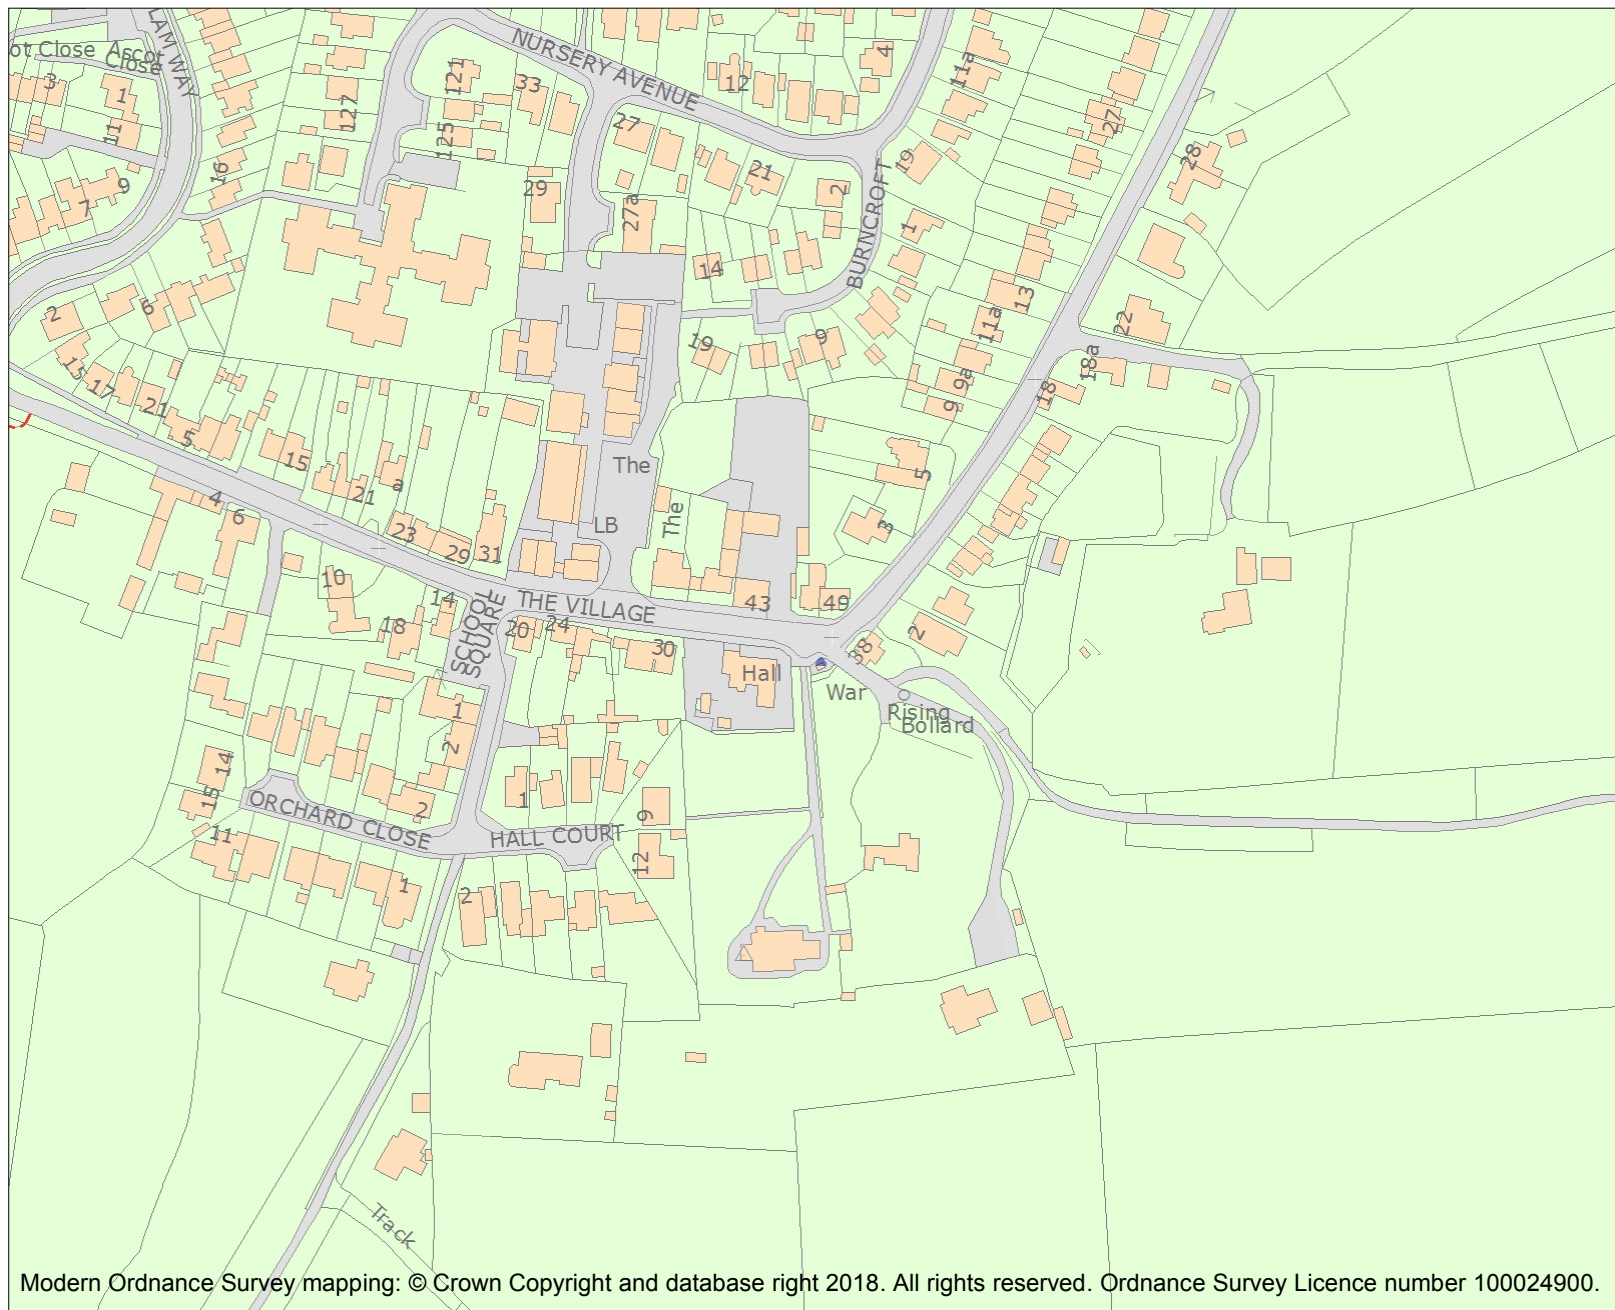 LAM WAY
ot Close
Ascot
Close
3
1
11
9
7
16
127
121
125
33
NURSERY AVENUE
12
4
11a
27
28
27
21
2
19
29
27a
BURNCROFT
1
14
13
11a
22
2
6
15
17
21
5
19
9
9a
9
18a
18
15
21
a
The
The
LB
5
3
4
6
23
29
31
10
14
18
SCHOOL
SQUARE
THE VILLAGE
20
24
30
43
49
38
2
Hall
War
Rising
Bollard
1
2
14
15
ORCHARD CLOSE
2
11
1
1
HALL COURT
9
12
2
Track
Modern Ordnance Survey mapping: © Crown Copyright and database right 2018. All rights reserved. Ordnance Survey Licence number 100024900.